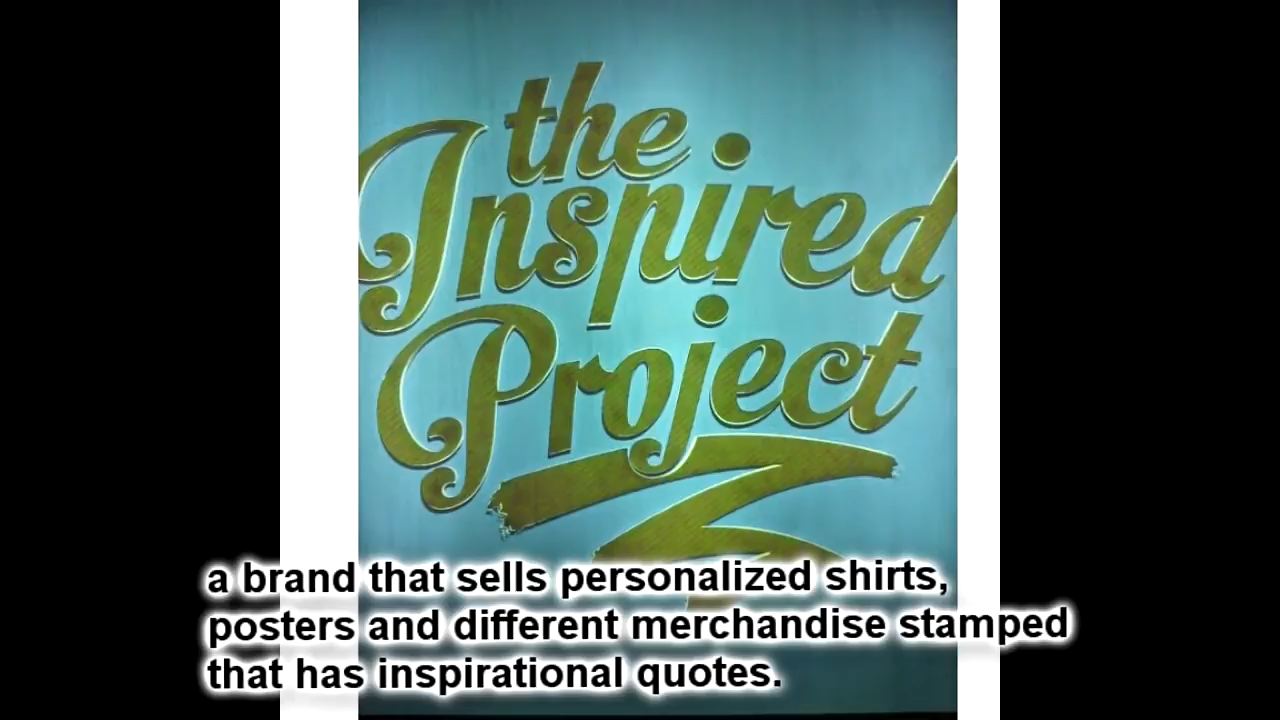 the
Inspired
Project
a brand that sells personalized shirts,
posters and different merchandise stamped
that has inspirational quotes.